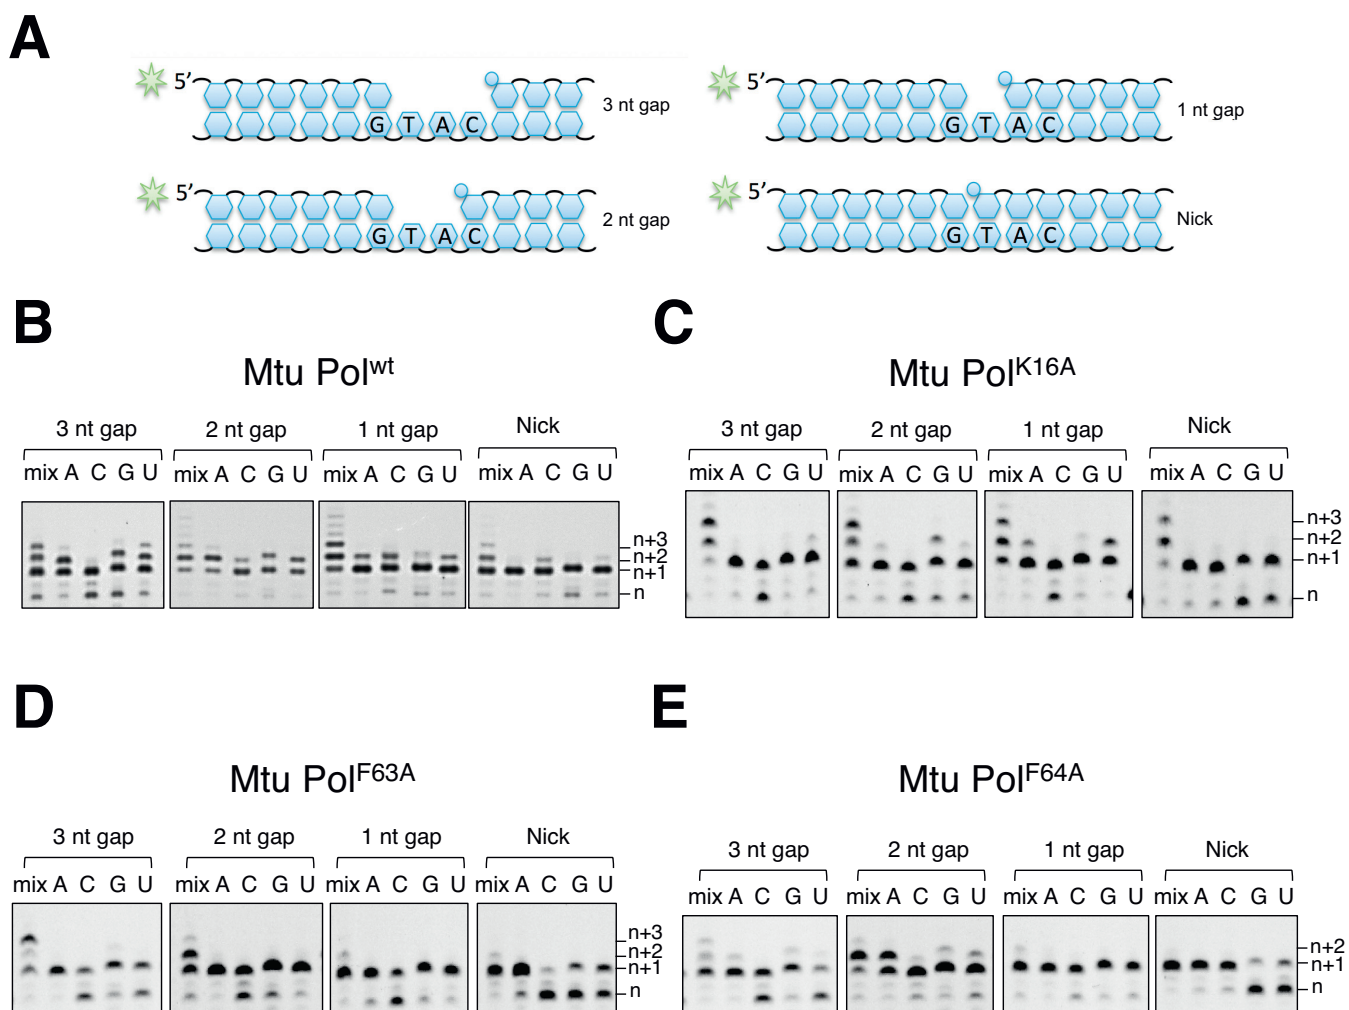 A
5’
G T A C
3 nt gap
5’
G T A C
1 nt gap
5’
G T A C
2 nt gap
5’
G T A C
Nick
B
Mtu Polwt
3 nt gap 2 nt gap 1 nt gap Nick
mix A C G U mix A C G U mix A C G U mix A C G U
n+3
n+2
n+1
n
C
Mtu PolK16A
3 nt gap 2 nt gap 1 nt gap Nick
mix A C G U mix A C G U mix A C G U mix A C G U
n+3
n+2
n+1
n
D
Mtu PolF63A
3 nt gap 2 nt gap 1 nt gap Nick
mix A C G U mix A C G U mix A C G U mix A C G U
n+3
n+2
n+1
n
E
Mtu PolF64A
3 nt gap 2 nt gap 1 nt gap Nick
mix A C G U mix A C G U mix A C G U mix A C G U
n+2
n+1
n